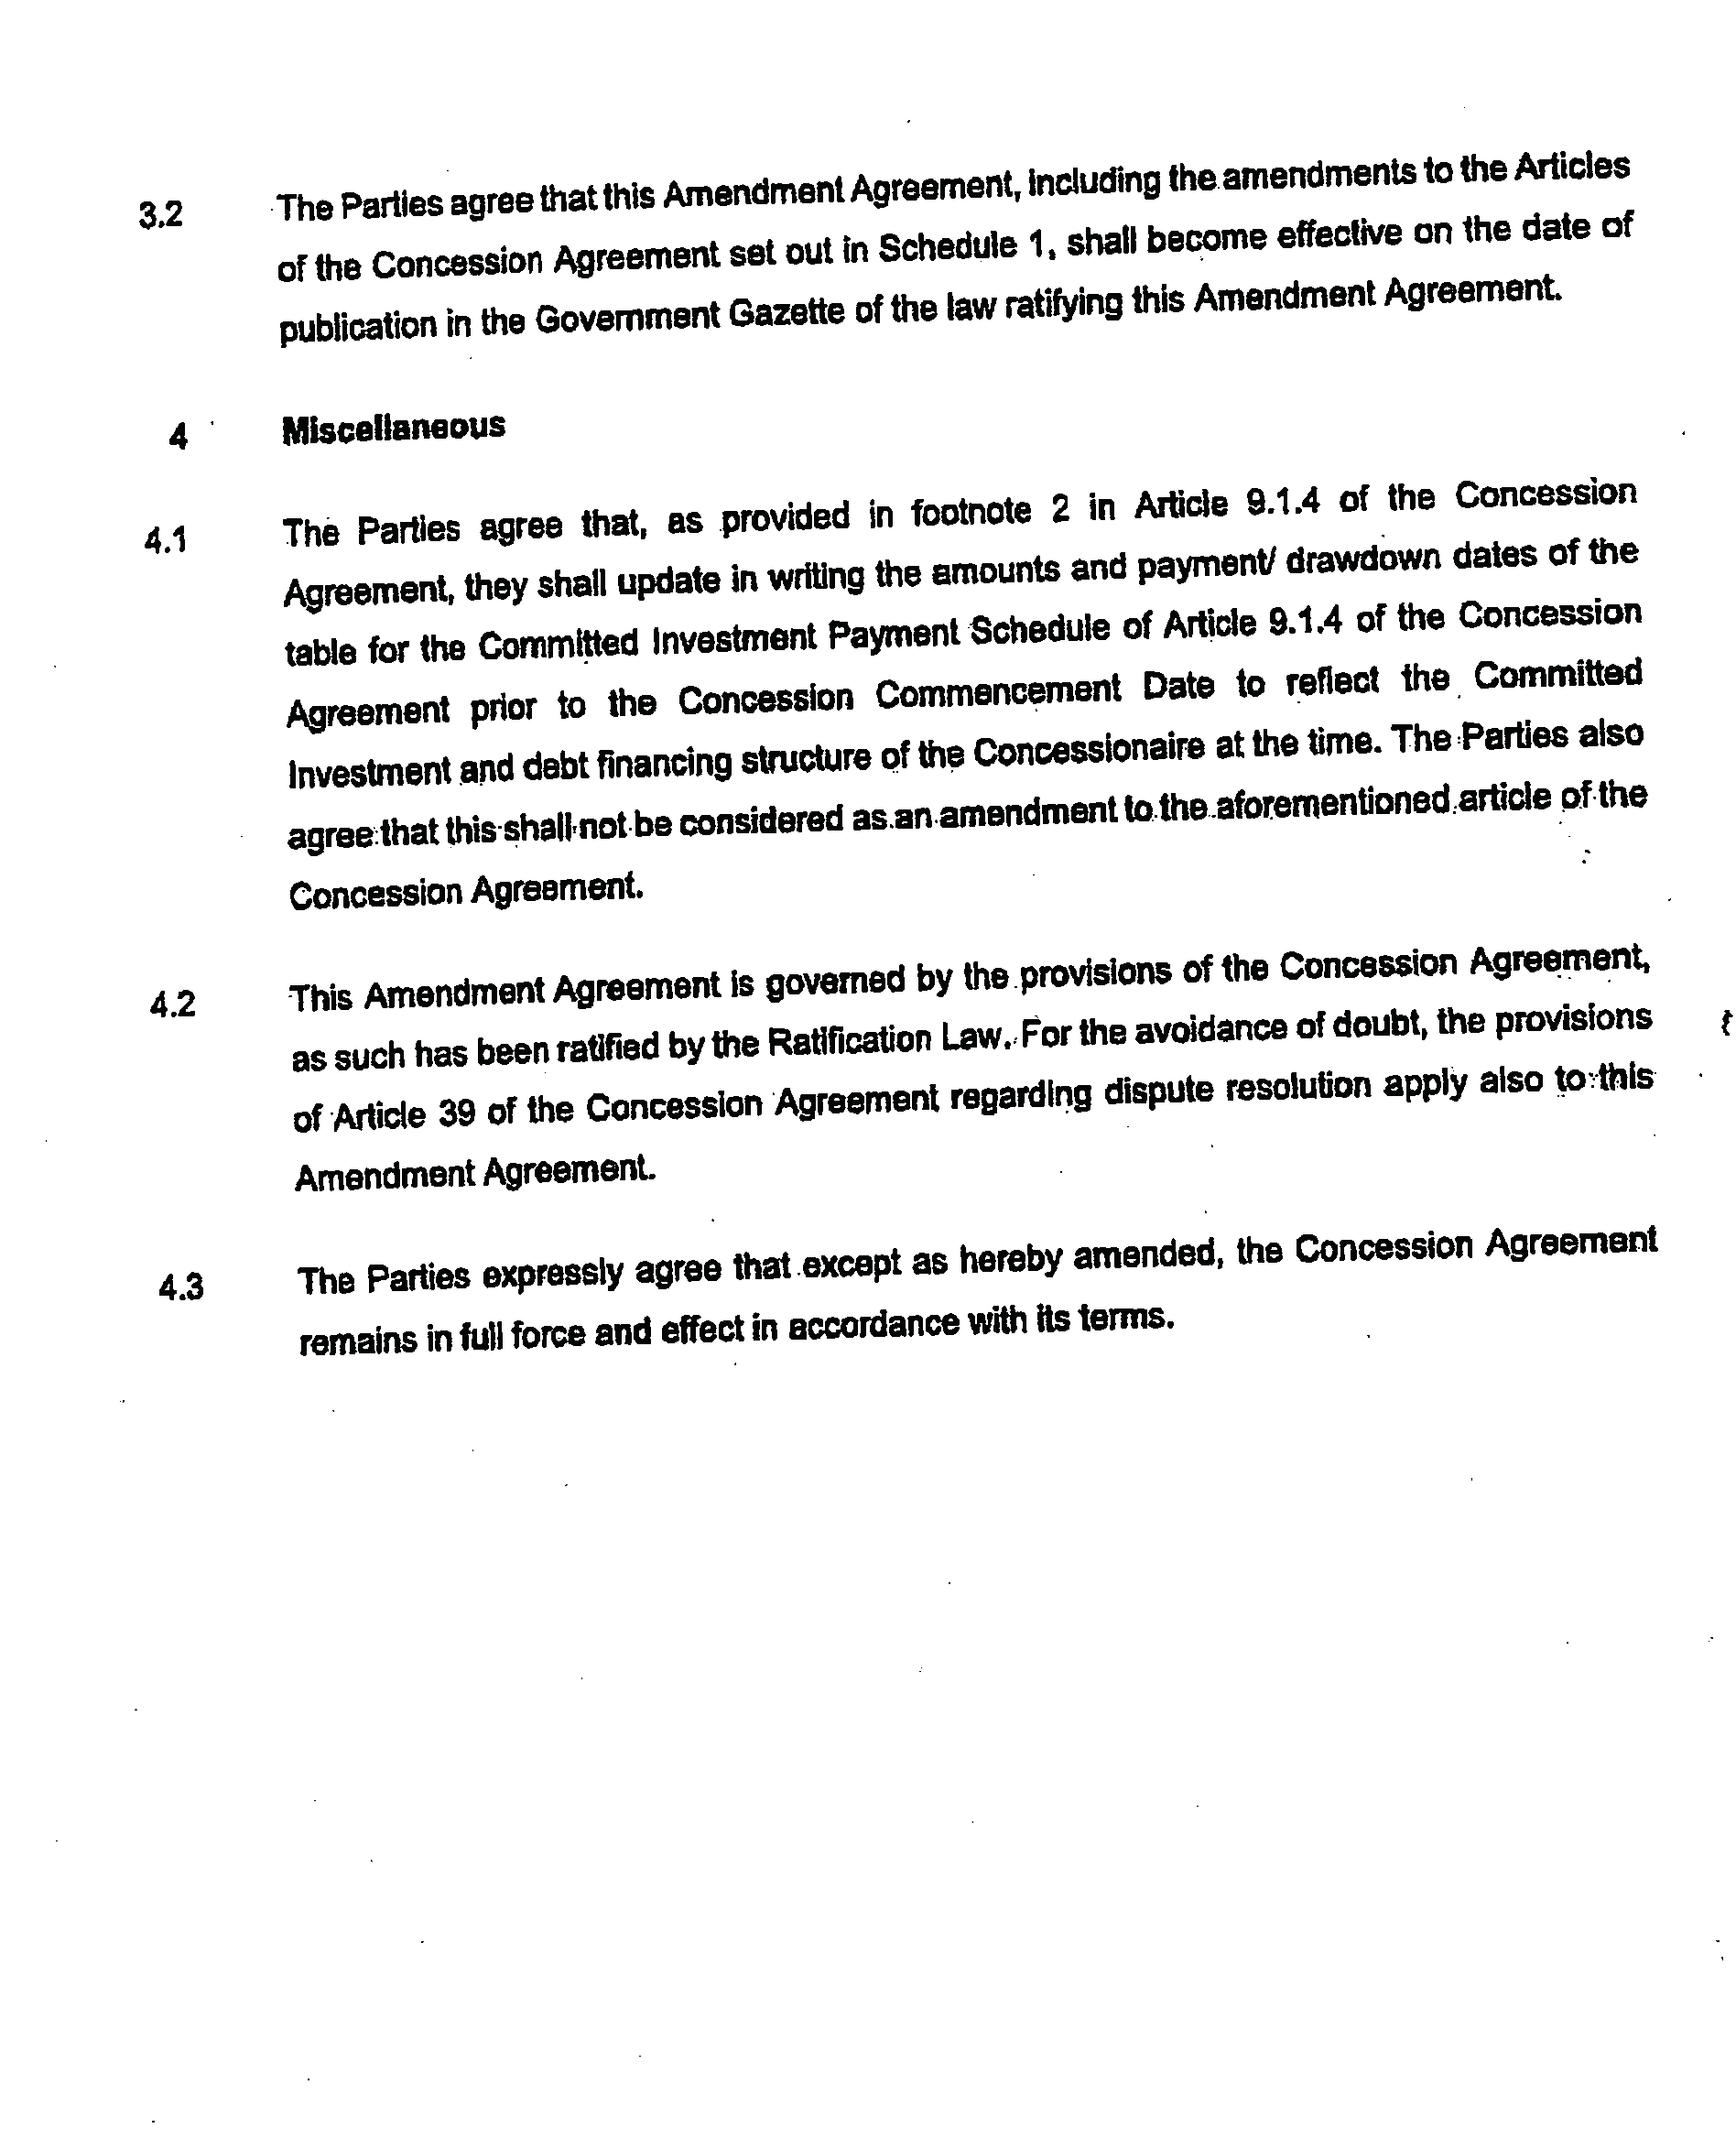 3.2 The Parties agree that this Amendment Agreement, including the amendments to the Articles
of the Concession Agreement set out in Schedule 1, shall become effective on the date of
publication in the Government Gazette of the law ratifying this Amendment Agreement.
4 Miscellaneous
4.1 The Parties agree that, as provided in footnote 2 in Article 9.1.4 of the Concession
Agreement, they shall update in writing the amounts and payment/ drawdown dates of the
table for the Committed Investment Payment Schedule of Article 9.1.4 of the Concession
Agreement prior to the Concession Commencement Date to reflect the Committed
Investment and debt financing structure of the Concessionaire at the time. The Parties also
agree that this shall not be considered as an amendment to the aforementioned article of the
Concession Agreement.
4.2 This Amendment Agreement is governed by the provisions of the Concession Agreement,
as such has been ratified by the Ratification Law. For the avoidance of doubt, the provisions
of Article 39 of the Concession Agreement regarding dispute resolution apply also to this
Amendment Agreement.
4.3 The Parties expressly agree that except as hereby amended, the Concession Agreement
remains in full force and effect in accordance with its terms.